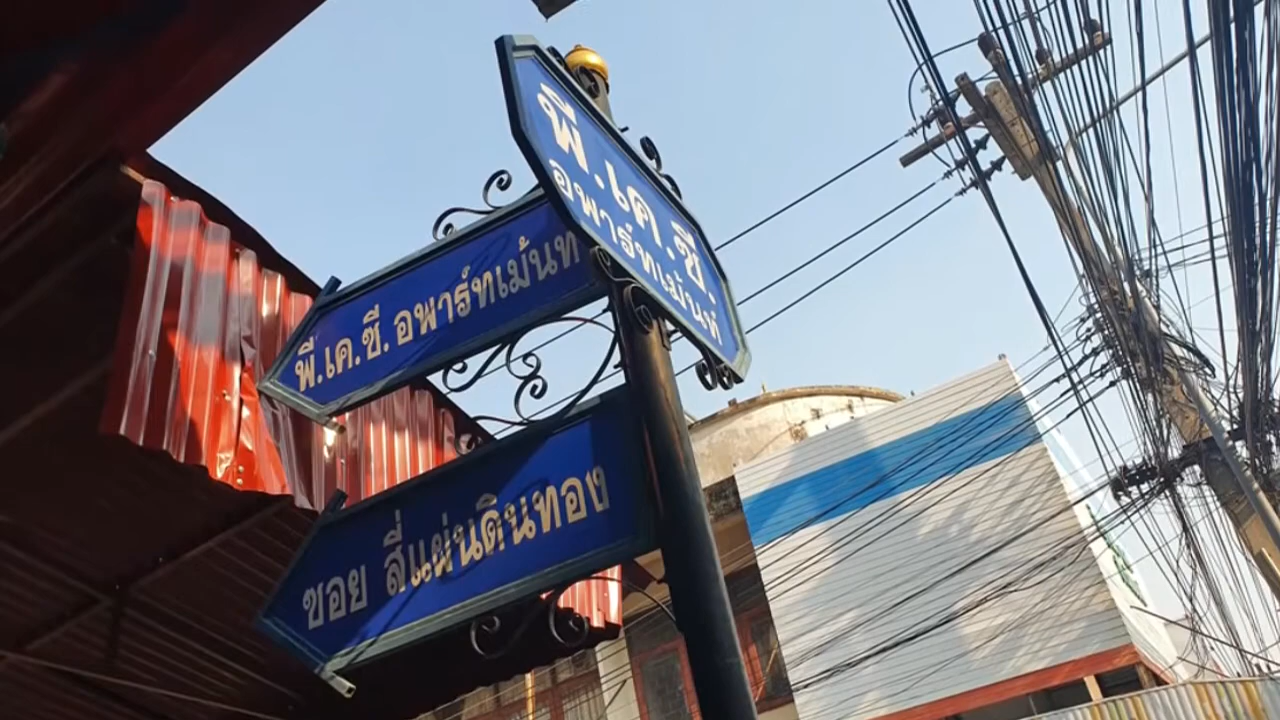 พี.เค.ซี.
อพาร์ทเม้นท์
พี.เค.ซี. อพาร์ทเม้นท์
ซอย สี่แผ่นดินทอง